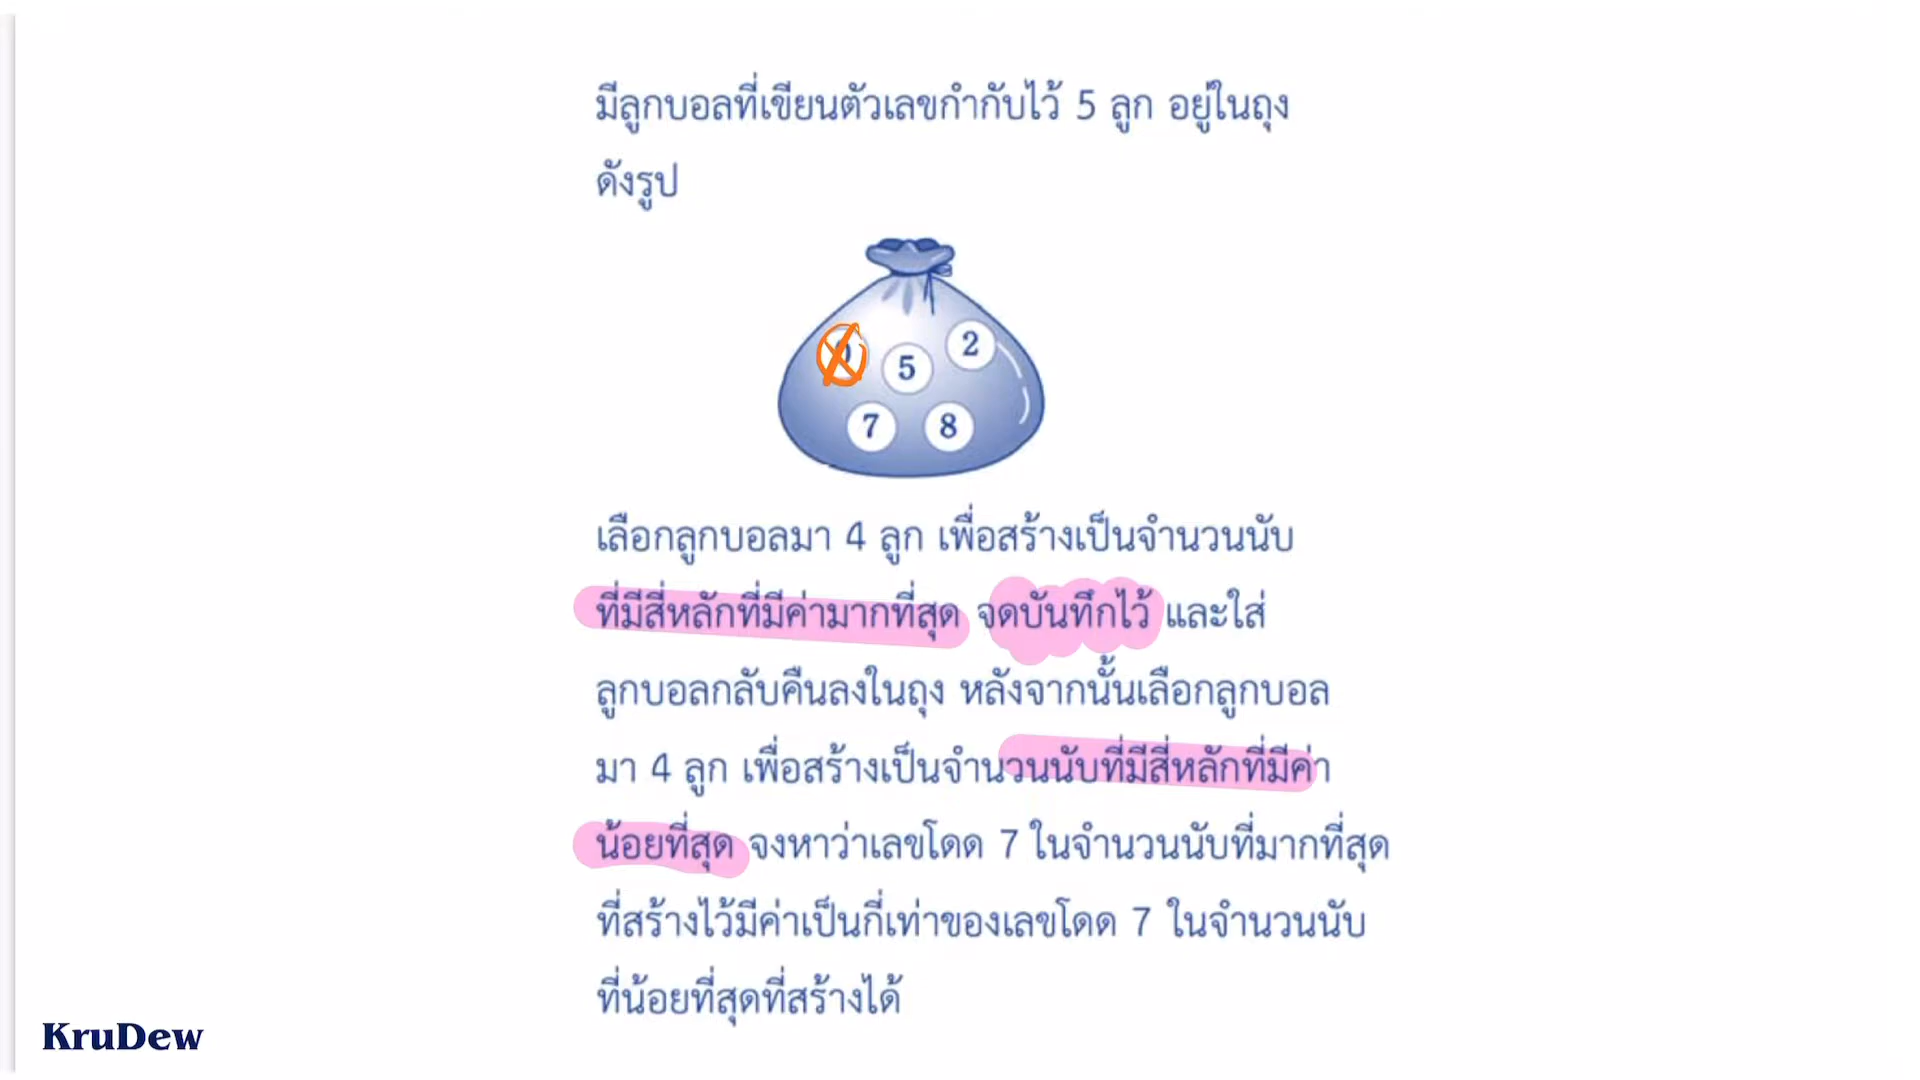 มีลูกบอลที่เขียนตัวเลขกำกับไว้ 5 ลูก อยู่ในถุง
ดังรูป
2
5
7 8
เลือกลูกบอลมา 4 ลูก เพื่อสร้างเป็นจำนวนนับ
ที่มีสี่หลักที่มีค่ามากที่สุด จดบันทึกไว้ และใส่
ลูกบอลกลับคืนลงในถุง หลังจากนั้นเลือกลูกบอล
มา 4 ลูก เพื่อสร้างเป็นจำนวนนับที่มีสี่หลักที่มีค่า
น้อยที่สุด จงหาว่าเลขโดด 7 ในจำนวนนับที่มากที่สุด
ที่สร้างไว้มีค่าเป็นกี่เท่าของเลขโดด 7 ในจำนวนนับ
ที่น้อยที่สุดที่สร้างได้
KruDew